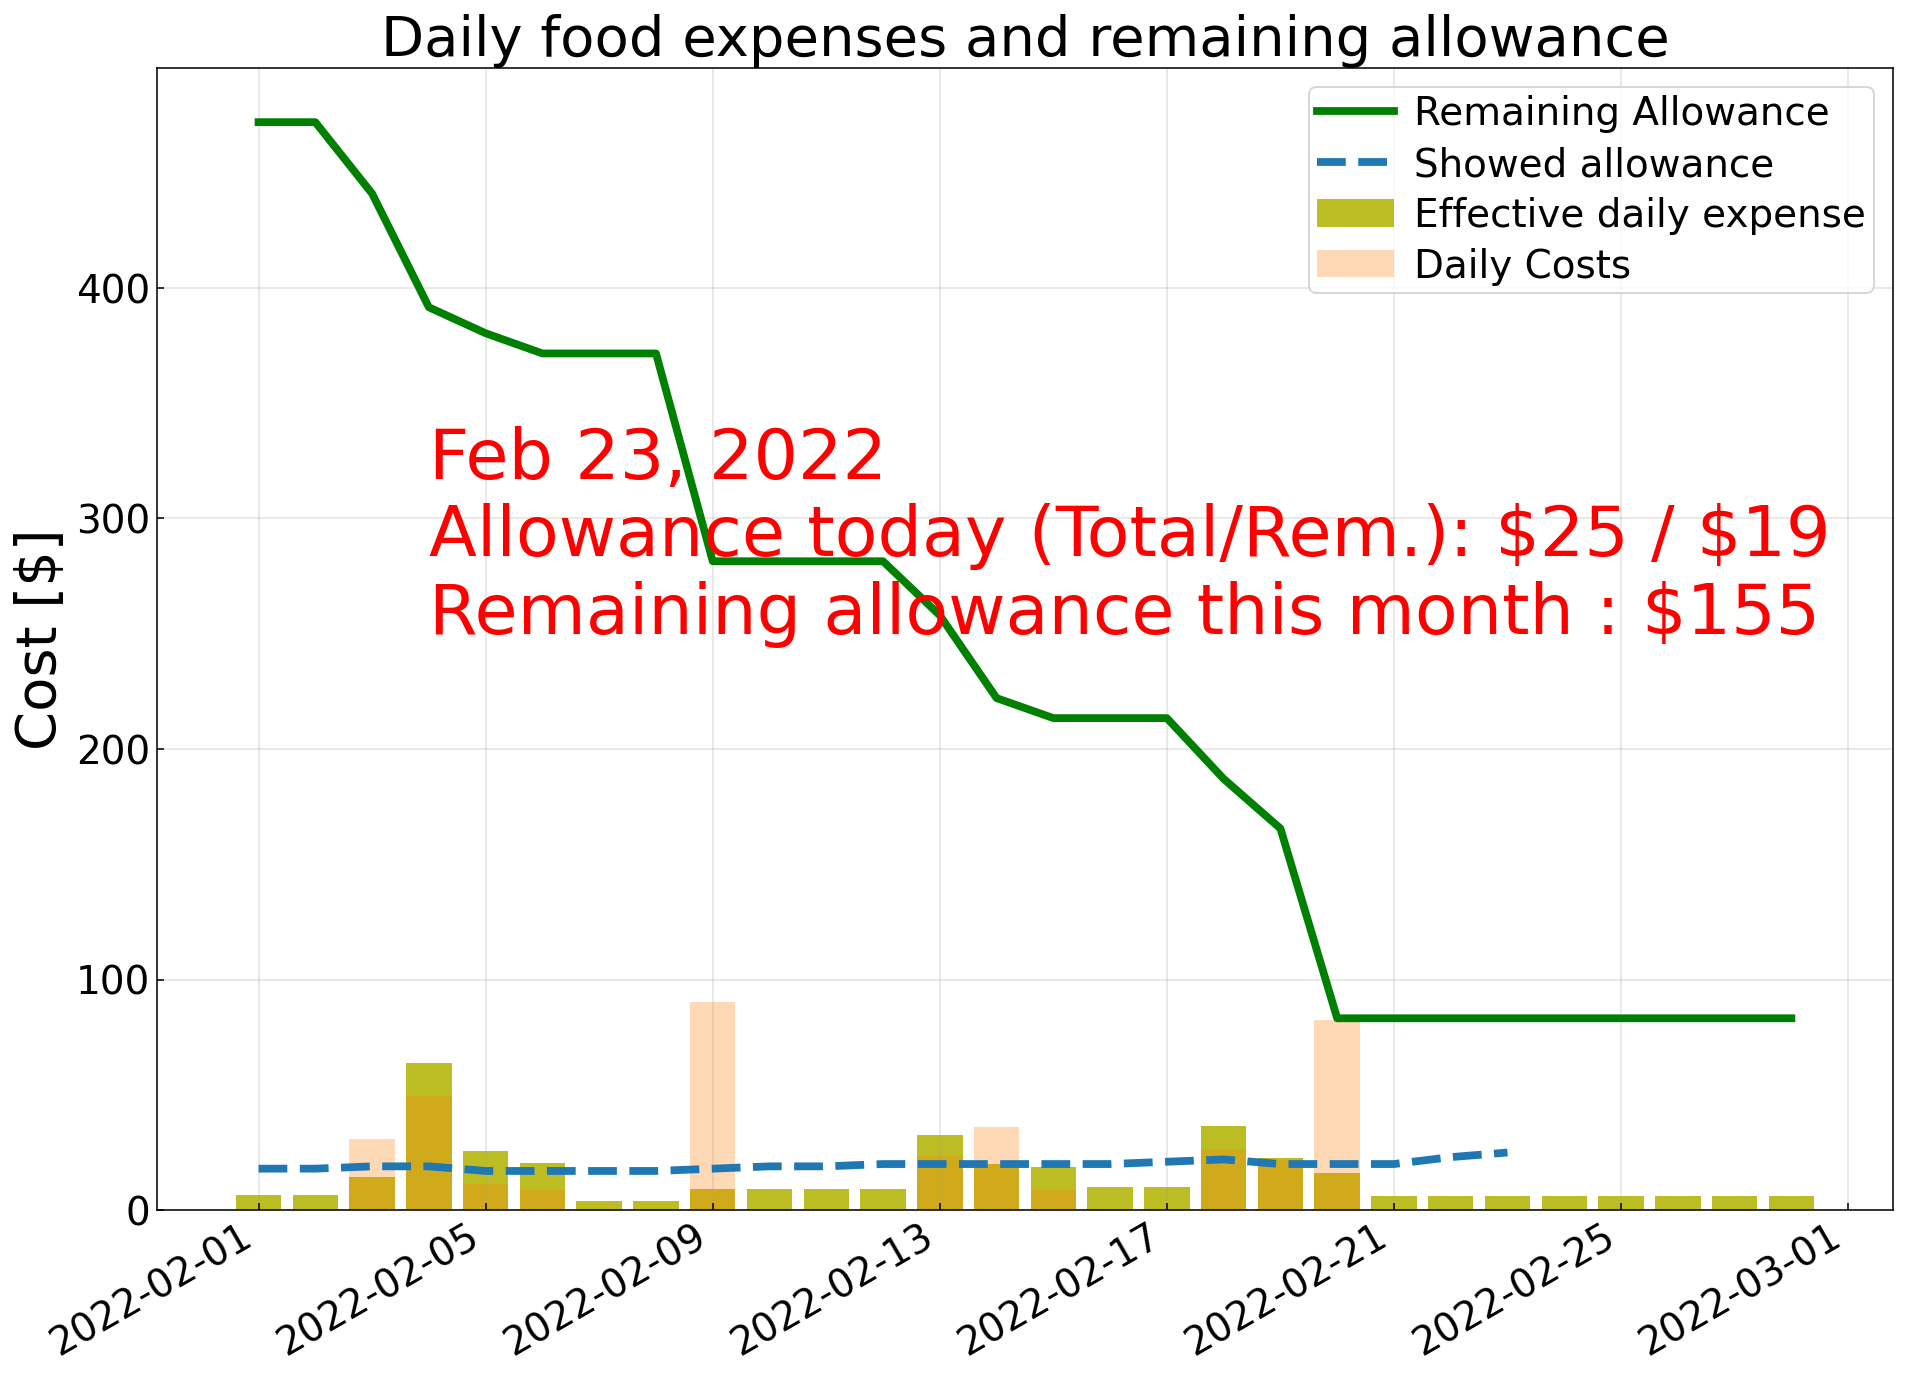 Daily food expenses and remaining allowance
Remaining Allowance
Showed allowance
Effective daily expense
Daily Costs
400
300
200
100
0
Cost [$]
Feb 23, 2022
Allowance today (Total/Rem.): $25 / $19
Remaining allowance this month : $155
2022-02-01
2022-02-05
2022-02-09
2022-02-13
2022-02-17
2022-02-21
2022-02-25
2022-03-01